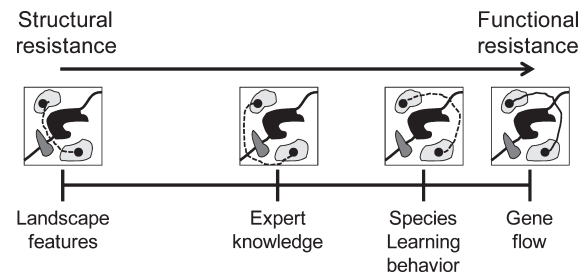 Structural
resistance
Functional
resistance
Landscape
features
Expert
knowledge
Species
Learning
behavior
Gene
flow